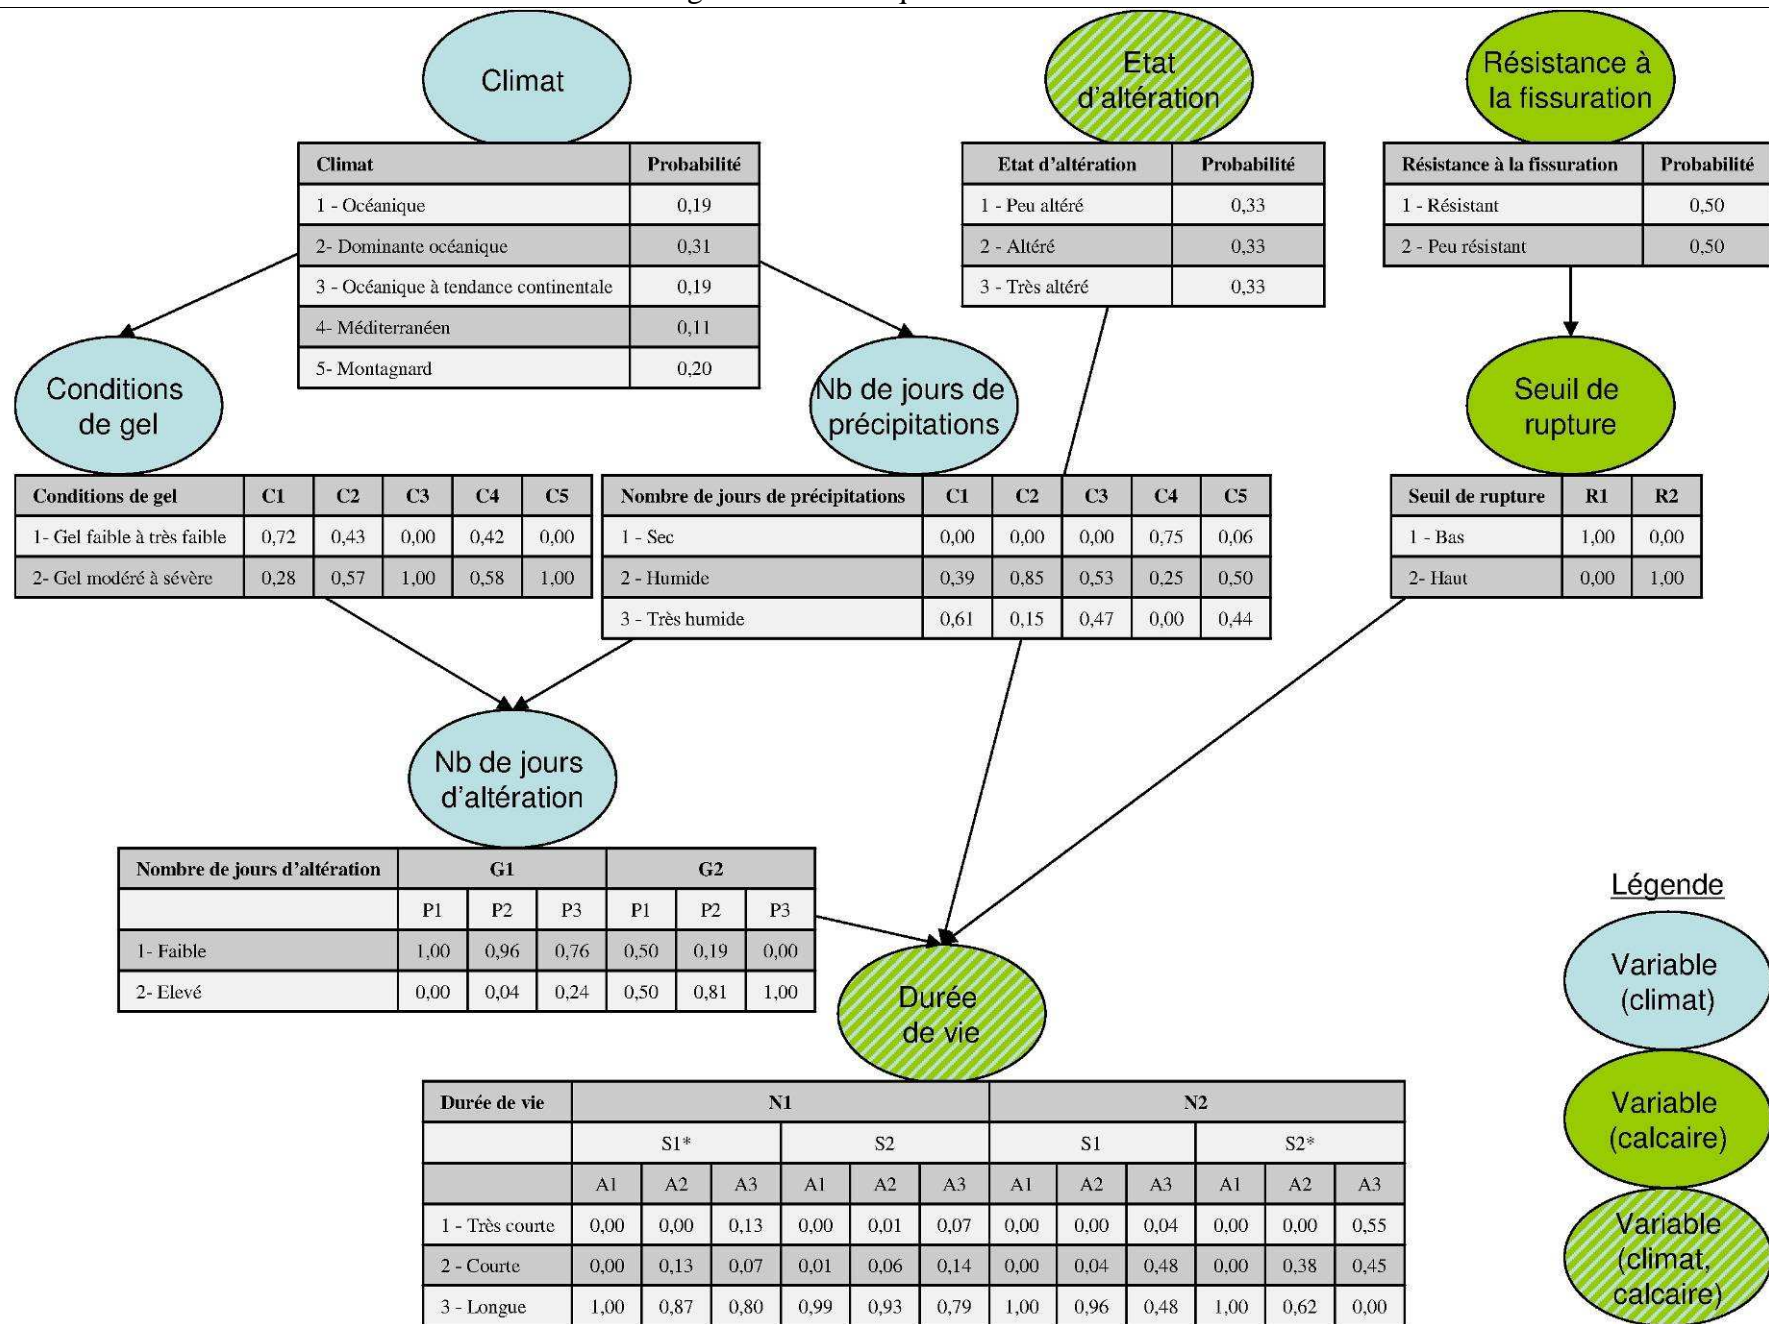 Climat
Etat
d'altération
Résistance à
la fissuration
Climat Probabilité
1 - Océanique 0,19
2- Dominante océanique 0,31
3 - Océanique à tendance continentale 0,19
4- Méditerranéen 0,11
5- Montagnard 0,20
Etat d'altération Probabilité
1 - Peu altéré 0,33
2 - Altéré 0,33
3 - Très altéré 0,33
Résistance à la fissuration Probabilité
1 - Résistant 0,50
2 - Peu résistant 0,50
Conditions
de gel
Nb de jours de
précipitations
Seuil de
rupture
Conditions de gel C1 C2 C3 C4 C5
1- Gel faible à très faible 0,72 0,43 0,00 0,42 0,00
2- Gel modéré à sévère 0,28 0,57 1,00 0,58 1,00
Nombre de jours de précipitations C1 C2 C3 C4 C5
1 - Sec 0,00 0,00 0,00 0,75 0,06
2 - Humide 0,39 0,85 0,53 0,25 0,50
3 - Très humide 0,61 0,15 0,47 0,00 0,44
Seuil de rupture R1 R2
1 - Bas 1,00 0,00
2- Haut 0,00 1,00
Nb de jours
d'altération
Nombre de jours d'altération G1 G2
P1 P2 P3 P1 P2 P3
1- Faible 1,00 0,96 0,76 0,50 0,19 0,00
2- Elevé 0,00 0,04 0,24 0,50 0,81 1,00
Durée
de vie
Durée de vie N1 N2
S1* S2 S1 S2*
A1 A2 A3 A1 A2 A3 A1 A2 A3 A1 A2 A3
1 - Très courte 0,00 0,00 0,13 0,00 0,01 0,07 0,00 0,00 0,04 0,00 0,00 0,55
2 - Courte 0,00 0,13 0,07 0,01 0,06 0,14 0,00 0,04 0,48 0,00 0,38 0,45
3 - Longue 1,00 0,87 0,80 0,99 0,93 0,79 1,00 0,96 0,48 1,00 0,62 0,00
Légende
Variable
(climat)
Variable
(calcaire)
Variable
(climat,
calcaire)